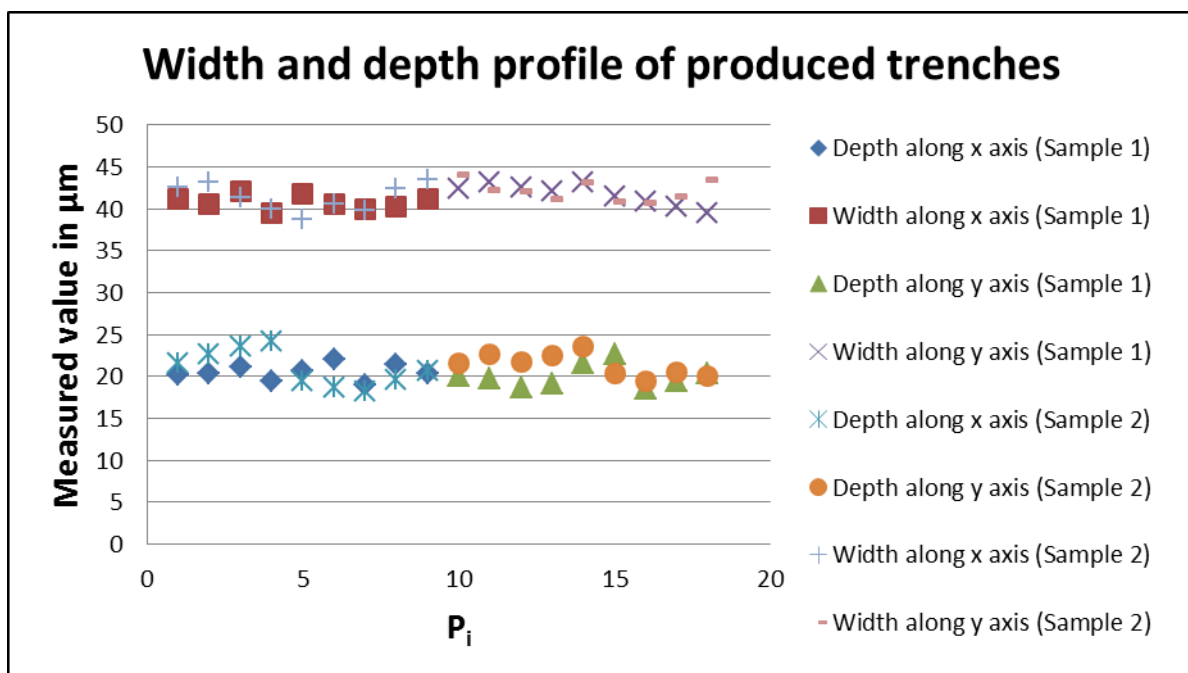 Width and depth profile of produced trenches
Measured value in µm
50
45
40
35
30
25
20
15
10
5
0
0 5 10 15 20
Pi
Depth along x axis (Sample 1)
Width along x axis (Sample 1)
Depth along y axis (Sample 1)
Width along y axis (Sample 1)
Depth along x axis (Sample 2)
Depth along y axis (Sample 2)
Width along x axis (Sample 2)
Width along y axis (Sample 2)